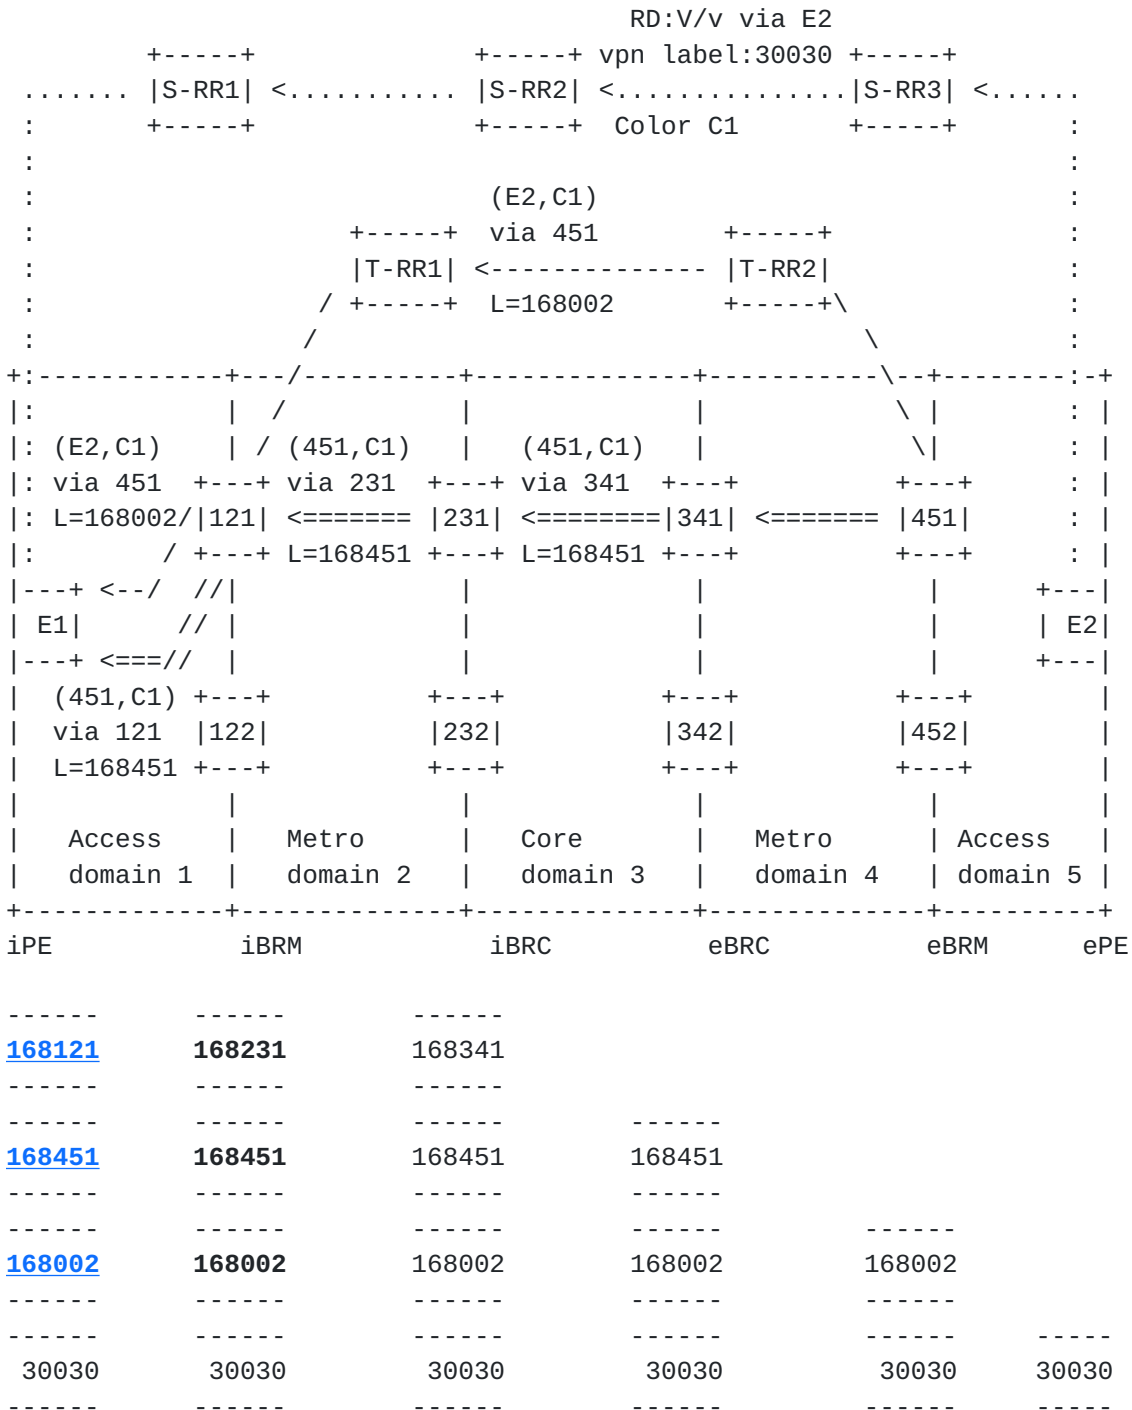 RD:V/v via E2
         +-----+              +-----+ vpn label:30030 +-----+
 ....... |S-RR1| <........... |S-RR2| <...............|S-RR3| <......
 :       +-----+              +-----+  Color C1       +-----+       :
 :                                                                  :
 :                             (E2,C1)                              :
 :                    +-----+  via 451        +-----+               :
 :                    |T-RR1| <-------------- |T-RR2|               :
 :                  / +-----+  L=168002       +-----+\              :
 :                 /                                   \            :
+:------------+---/----------+--------------+-----------\--+--------:-+
|:            |  /           |              |            \ |        : |
|: (E2,C1)    | / (451,C1)   |   (451,C1)   |             \|        : |
|: via 451  +---+ via 231  +---+ via 341  +---+          +---+      : |
|: L=168002/|121| <======= |231| <========|341| <======= |451|      : |
|:        / +---+ L=168451 +---+ L=168451 +---+          +---+      : |
|---+ <--/  //|              |              |              |      +---|
| E1|      // |              |              |              |      | E2|
|---+ <===//  |              |              |              |      +---|
|  (451,C1) +---+          +---+          +---+          +---+        |
|  via 121  |122|          |232|          |342|          |452|        |
|  L=168451 +---+          +---+          +---+          +---+        |
|             |              |              |              |          |
|   Access    |   Metro      |   Core       |   Metro      | Access   |
|   domain 1  |   domain 2   |   domain 3   |   domain 4   | domain 5 |
+-------------+--------------+--------------+--------------+----------+
iPE            iBRM            iBRC          eBRC          eBRM      ePE
------      ------        ------
168121      168231        168341
------      ------        ------
------      ------        ------        ------
168451      168451        168451        168451
------      ------        ------        ------
------      ------        ------        ------         ------
168002      168002        168002        168002         168002
------      ------        ------        ------         ------
------      ------        ------        ------         ------     -----
 30030       30030         30030         30030          30030     30030
------      ------        ------        ------         ------     -----